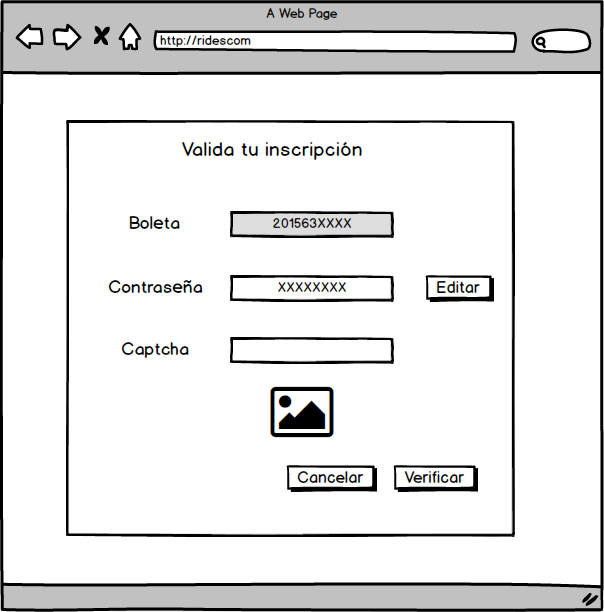 A Web Page
http://ridescom
Valida tu inscripción
Boleta
201563XXXX
Contraseña
XXXXXXXX
Editar
Captcha
Cancelar
Verificar